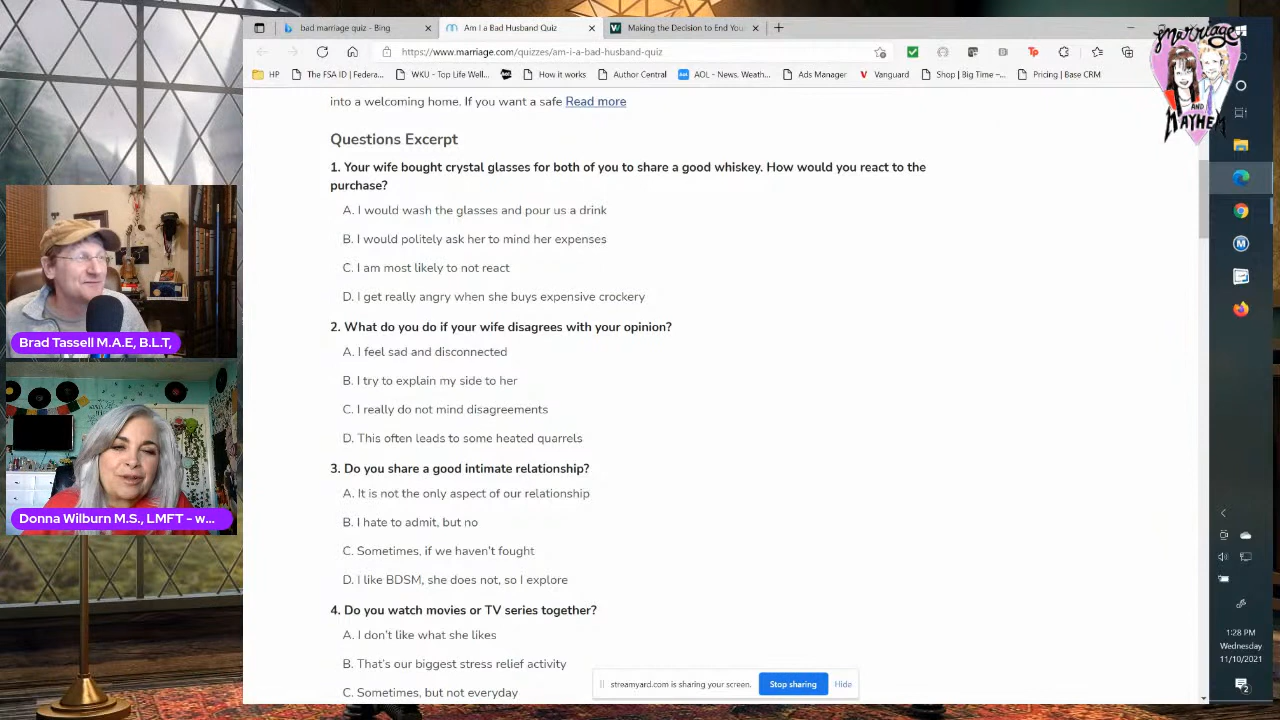 bad marriage quiz - Bing
Am I a Bad Husband Quiz
Making the Decision to End You
https://www.marriage.com/quizzes/am-i-a-bad-husband-quiz
HP
The FSA ID | Federa...
WKU - Top Life Well...
How it works
Author Central
AOL - News, Weath...
Ads Manager
Vanguard
Shop | Big Time –...
Pricing | Base CRM
Marriage
AND
MAYHEM
into a welcoming home. If you want a safe Read more
Questions Excerpt
1. Your wife bought crystal glasses for both of you to share a good whiskey. How would you react to the
purchase?
A. I would wash the glasses and pour us a drink
B. I would politely ask her to mind her expenses
C. I am most likely to not react
D. I get really angry when she buys expensive crockery
2. What do you do if your wife disagrees with your opinion?
A. I feel sad and disconnected
B. I try to explain my side to her
C. I really do not mind disagreements
D. This often leads to some heated quarrels
3. Do you share a good intimate relationship?
A. It is not the only aspect of our relationship
B. I hate to admit, but no
C. Sometimes, if we haven't fought
D. I like BDSM, she does not, so I explore
4. Do you watch movies or TV series together?
A. I don't like what she likes
B. That's our biggest stress relief activity
C. Sometimes, but not everyday
Brad Tassell M.A.E, B.L.T,
Donna Wilburn M.S., LMFT - w...
streamyard.com is sharing your screen.
Stop sharing
Hide
1:28 PM
Wednesday
11/10/2021
2